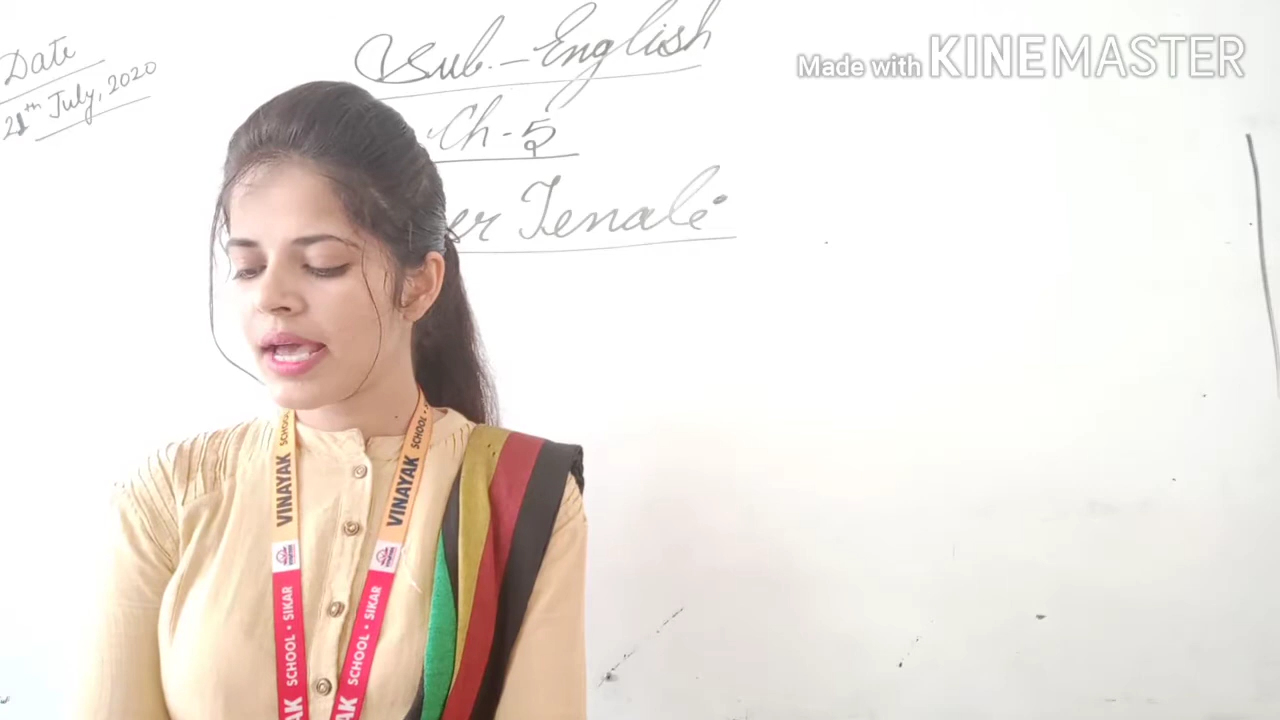 Date
21th July, 2020
Sub. - English
Ch - 5
Tenali
Made with KINEMASTER
VINAYAK SCHOOL
VINAYAK SCHOOL
SCHOOL • SIKAR
SCHOOL • SIKAR